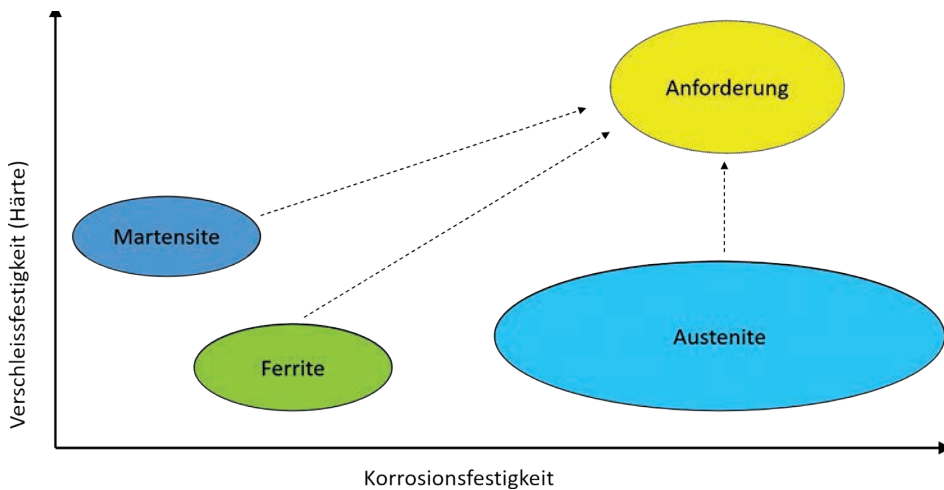 Verschleissfestigkeit (Härte)
Anforderung
Martensite
Ferrite
Austenite
Korrosionsfestigkeit